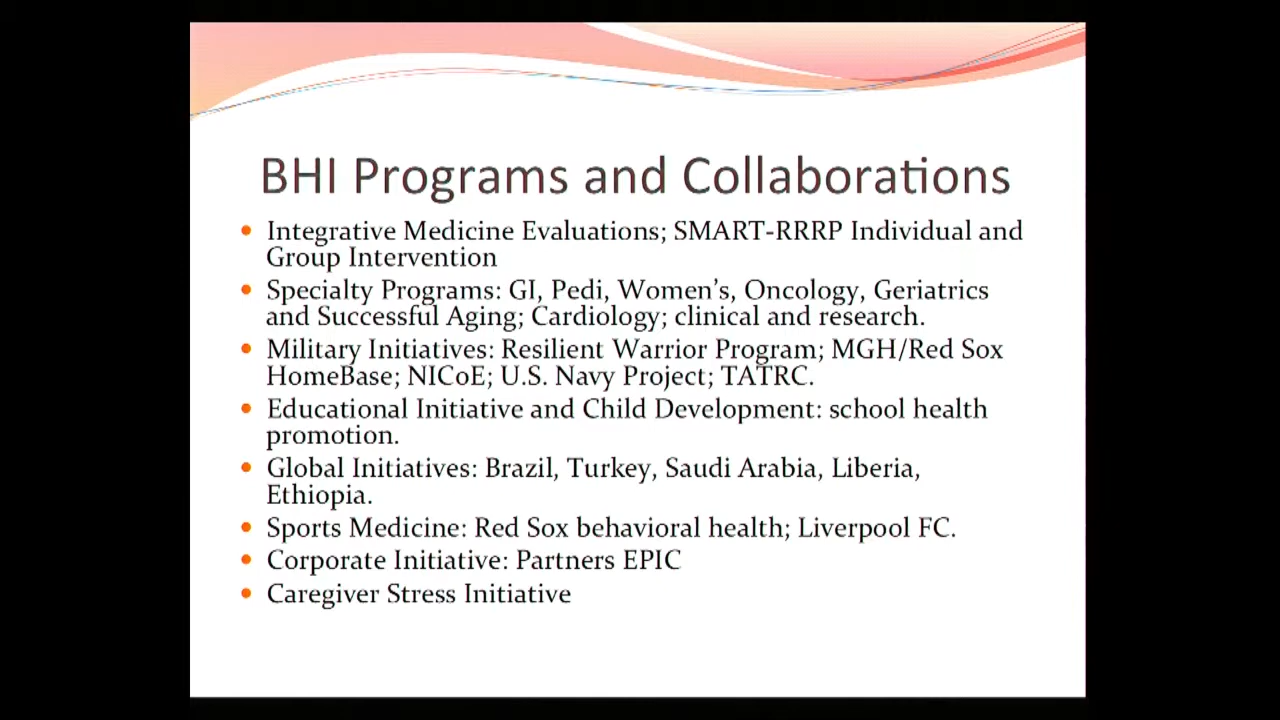 BHI Programs and Collaborations
• Integrative Medicine Evaluations; SMART-RRRP Individual and
Group Intervention
• Specialty Programs: GI, Pedi, Women’s, Oncology, Geriatrics
and Successful Aging; Cardiology; clinical and research.
• Military Initiatives: Resilient Warrior Program; MGH/Red Sox
HomeBase; NICoE; U.S. Navy Project; TATRC.
• Educational Initiative and Child Development: school health
promotion.
• Global Initiatives: Brazil, Turkey, Saudi Arabia, Liberia,
Ethiopia.
• Sports Medicine: Red Sox behavioral health; Liverpool FC.
• Corporate Initiative: Partners EPIC
• Caregiver Stress Initiative